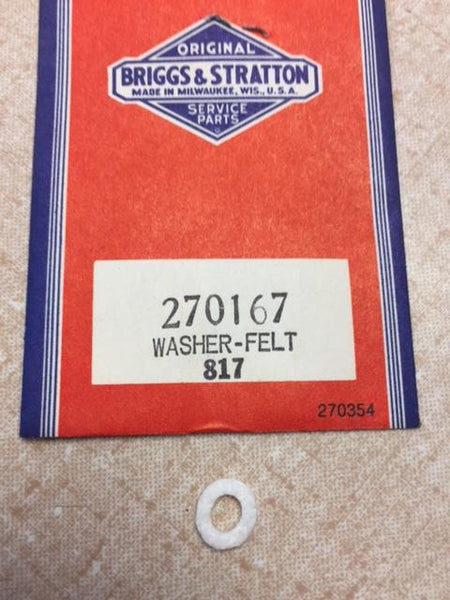 ORIGINAL
BRIGGS & STRATTON
MADE IN MILWAUKEE, WIS., U.S.A.
SERVICE
PARTS
270167
WASHER-FELT
817
270354